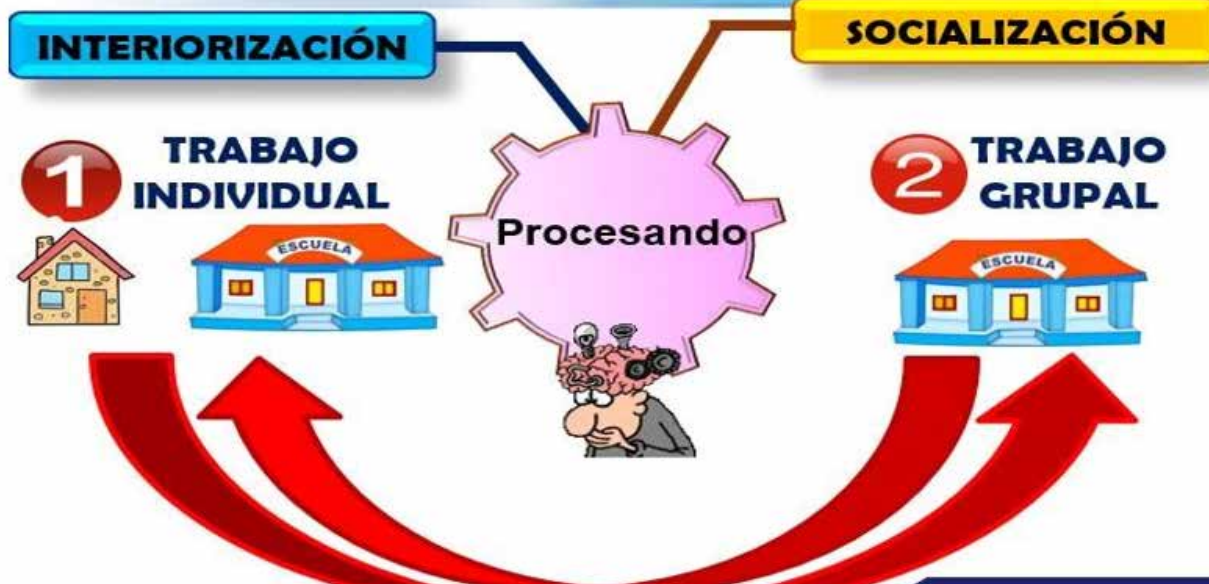 INTERIORIZACIÓN
SOCIALIZACIÓN
1
TRABAJO
INDIVIDUAL
ESCUELA
Procesando
2
TRABAJO
GRUPAL
ESCUELA